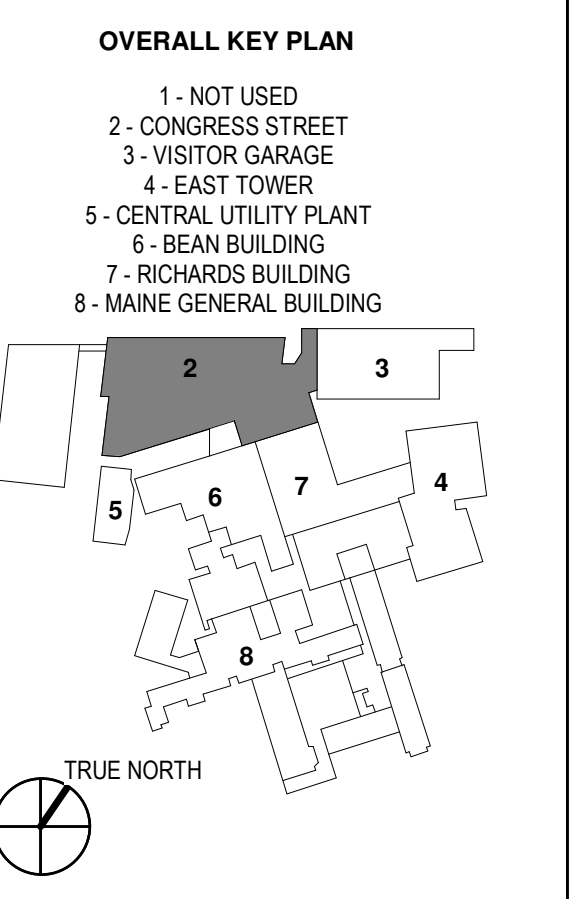 OVERALL KEY PLAN
1 - NOT USED
2 - CONGRESS STREET
3 - VISITOR GARAGE
4 - EAST TOWER
5 - CENTRAL UTILITY PLANT
6 - BEAN BUILDING
7 - RICHARDS BUILDING
8 - MAINE GENERAL BUILDING
2
3
4
7
6
5
8
TRUE NORTH